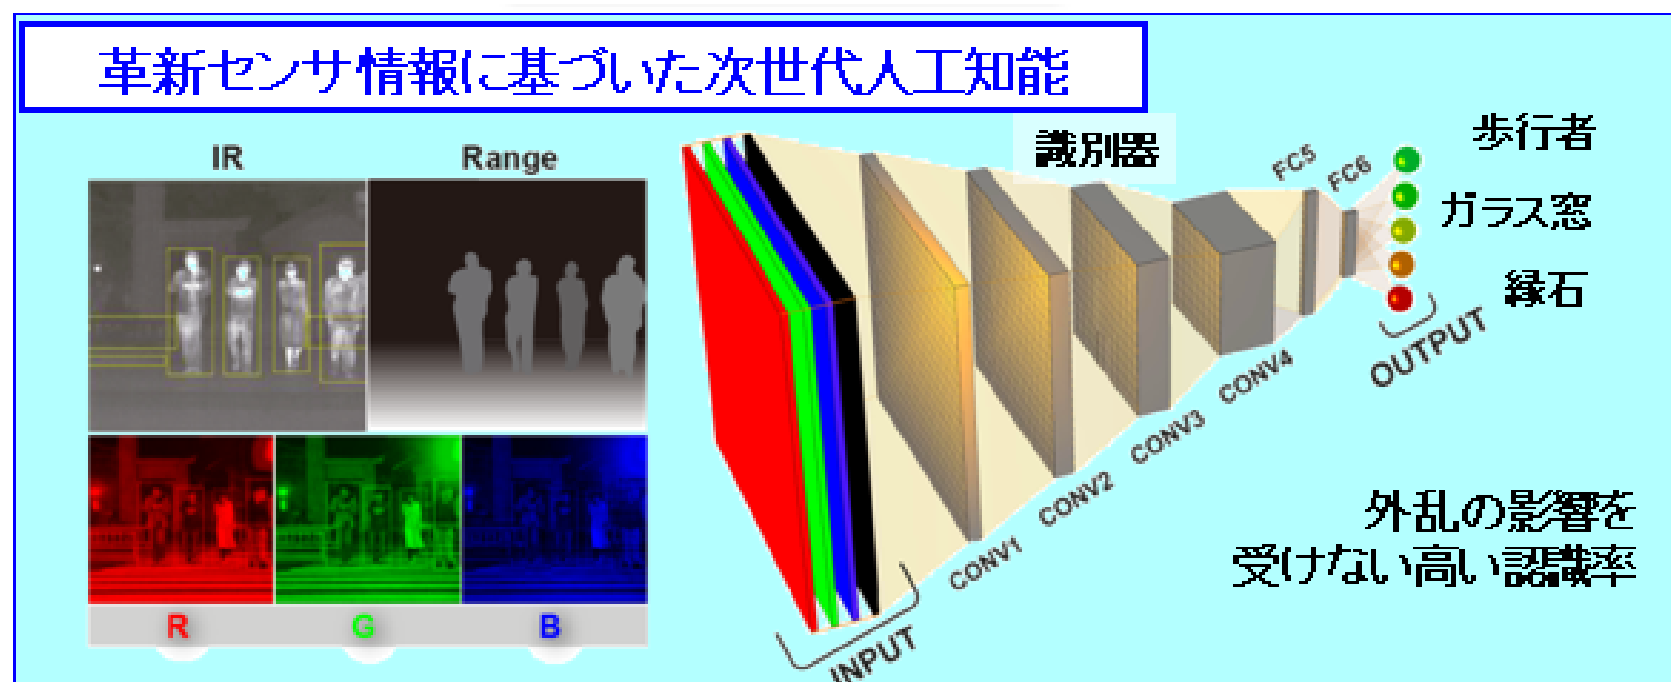 革新センサ情報に基づいた次世代人工知能
IR
Range
R
G
B
識別器
INPUT
CONV1
CONV2
CONV3
CONV4
FC5
FC6
OUTPUT
歩行者
ガラス窓
縁石
外乱の影響を
受けない高い認識率